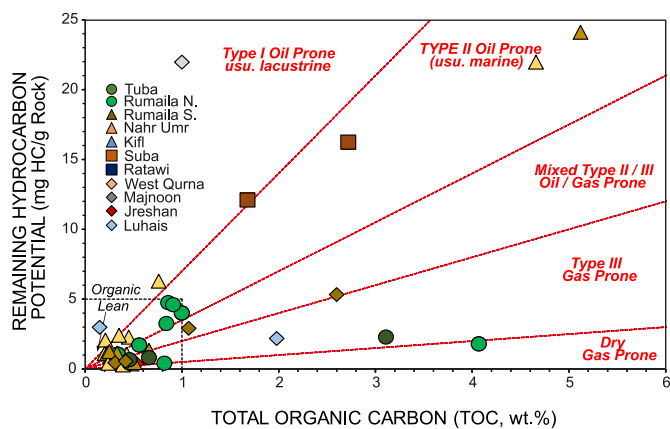 REMAINING HYDROCARBON
POTENTIAL (mg HC/g Rock)
25
20
15
10
5
0
Type I Oil Prone
usu. lacustrine
TYPE II Oil Prone
(usu. marine)
Tuba
Rumaila N.
Rumaila S.
Nahr Umr
Kifl
Suba
Ratawi
West Qurna
Majnoon
Jreshan
Luhais
Mixed Type II / III
Oil / Gas Prone
Organic
Lean
Type III
Gas Prone
Dry
Gas Prone
0 1 2 3 4 5 6
TOTAL ORGANIC CARBON (TOC, wt.%)